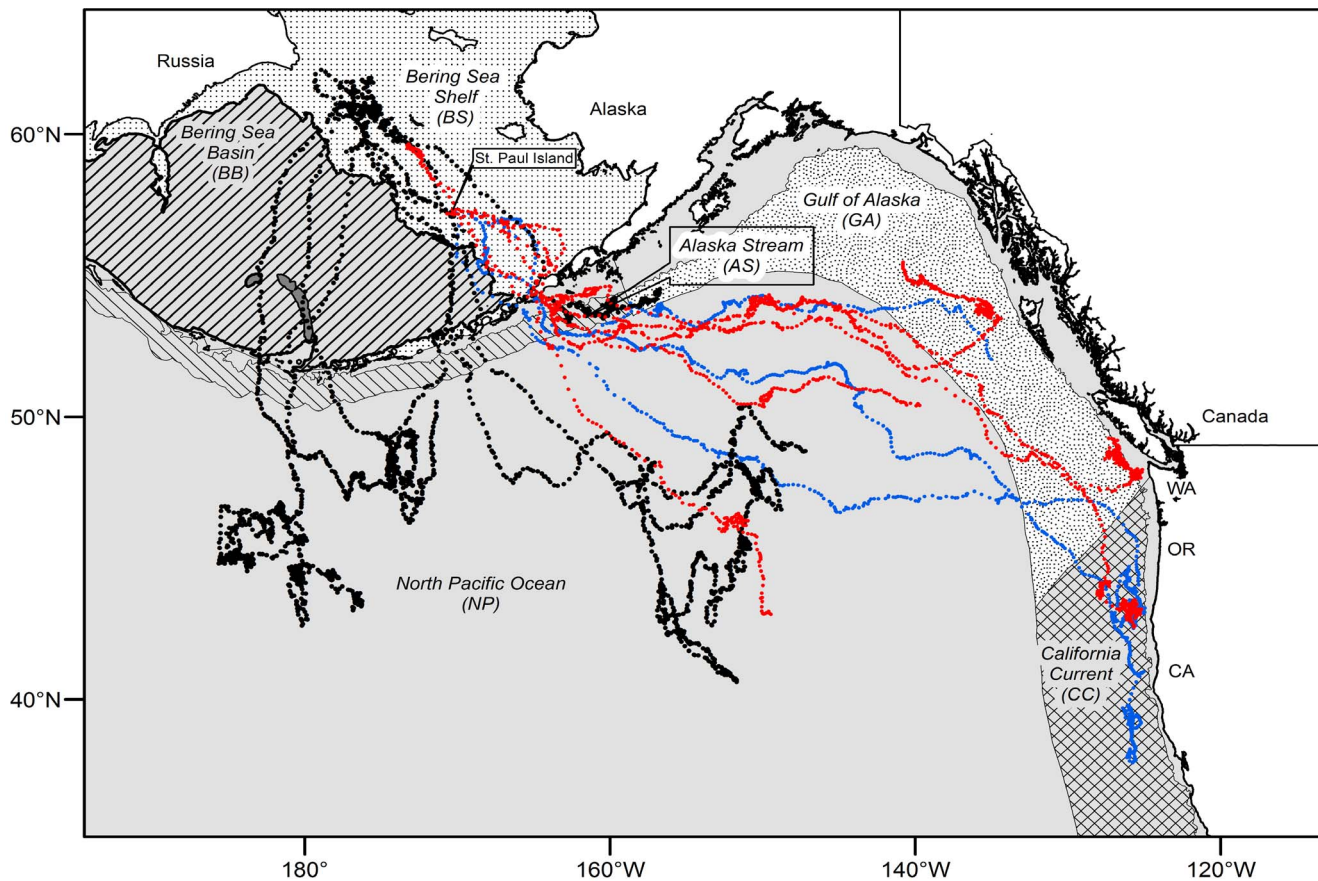 Russia
Bering Sea
Shelf
(BS)
Alaska
60°N
Bering Sea
Basin
(BB)
St. Paul Island
Gulf of Alaska
(GA)
Alaska Stream
(AS)
50°N
Canada
WA
OR
North Pacific Ocean
(NP)
California
Current
(CC)
CA
40°N
180°
160°W
140°W
120°W